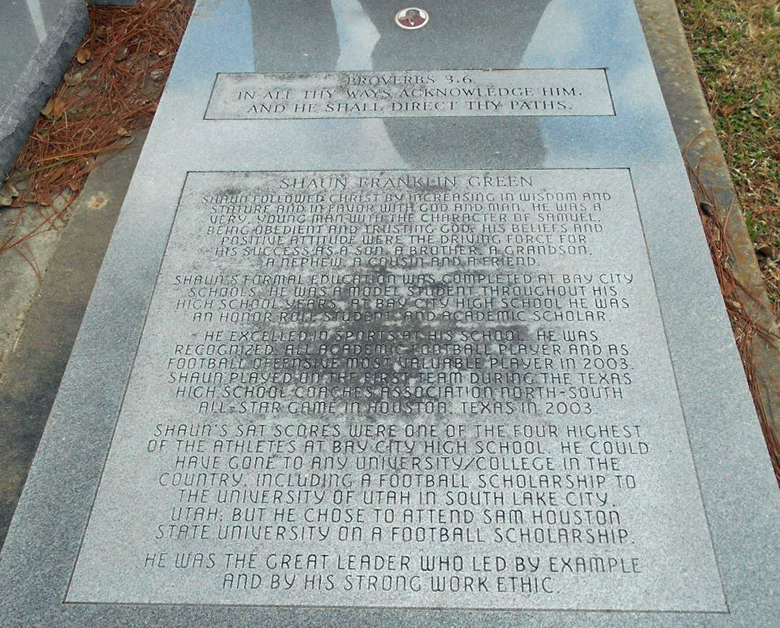 PROVERBS 3.6
IN ALL THY WAYS ACKNOWLEDGE HIM,
AND HE SHALL DIRECT THY PATHS.
SHAUN FRANKLIN GREEN
SHAUN FOLLOWED CHRIST BY INCREASING IN WISDOM AND
STATURE AND IN FAVOR WITH GOD AND MAN. HE WAS A
VERY YOUNG MAN WITH THE CHARACTER OF SAMUEL,
BEING OBEDIENT AND TRUSTING GOD. HIS BELIEFS AND
POSITIVE ATTITUDE WERE THE DRIVING FORCE FOR
HIS SUCCESS AS A SON, A BROTHER, A GRANDSON,
A NEPHEW, A COUSIN AND A FRIEND.
SHAUN'S FORMAL EDUCATION WAS COMPLETED AT BAY CITY
SCHOOLS. HE WAS A MODEL STUDENT THROUGHOUT HIS
HIGH SCHOOL YEARS. AT BAY CITY HIGH SCHOOL HE WAS
AN HONOR ROLL STUDENT AND ACADEMIC SCHOLAR.
HE EXCELLED IN SPORTS AT HIS SCHOOL. HE WAS
RECOGNIZED, ALL ACADEMIC FOOTBALL PLAYER AND AS
FOOTBALL OFFENSIVE MOST VALUABLE PLAYER IN 2003.
SHAUN PLAYED ON THE FIRST TEAM DURING THE TEXAS
HIGH SCHOOL COACHES ASSOCIATION NORTH-SOUTH
ALL-STAR GAME IN HOUSTON, TEXAS IN 2003.
SHAUN'S SAT SCORES WERE ONE OF THE FOUR HIGHEST
OF THE ATHLETES AT BAY CITY HIGH SCHOOL. HE COULD
HAVE GONE TO ANY UNIVERSITY/COLLEGE IN THE
COUNTRY, INCLUDING A FOOTBALL SCHOLARSHIP TO
THE UNIVERSITY OF UTAH IN SOUTH LAKE CITY,
UTAH; BUT HE CHOSE TO ATTEND SAM HOUSTON
STATE UNIVERSITY ON A FOOTBALL SCHOLARSHIP.
HE WAS THE GREAT LEADER WHO LED BY EXAMPLE
AND BY HIS STRONG WORK ETHIC.